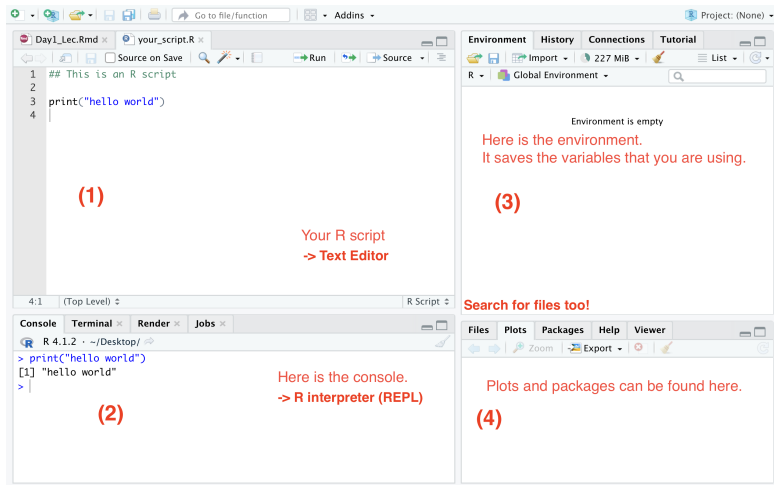 Go to file/function
Addins
Project: (None)
Day1_Lec.Rmd
your_script.R
Source on Save
Run
Source
1 ## This is an R script
2
3 print("hello world")
4
(1)
Your R script
-> Text Editor
4:1 (Top Level) R Script
Console Terminal Render Jobs
R 4.1.2 · ~/Desktop/
> print("hello world")
[1] "hello world"
>
Here is the console.
-> R interpreter (REPL)
(2)
Environment History Connections Tutorial
Import 227 MiB List
R Global Environment
Environment is empty
Here is the environment.
It saves the variables that you are using.
(3)
Search for files too!
Files Plots Packages Help Viewer
Zoom Export
Plots and packages can be found here.
(4)